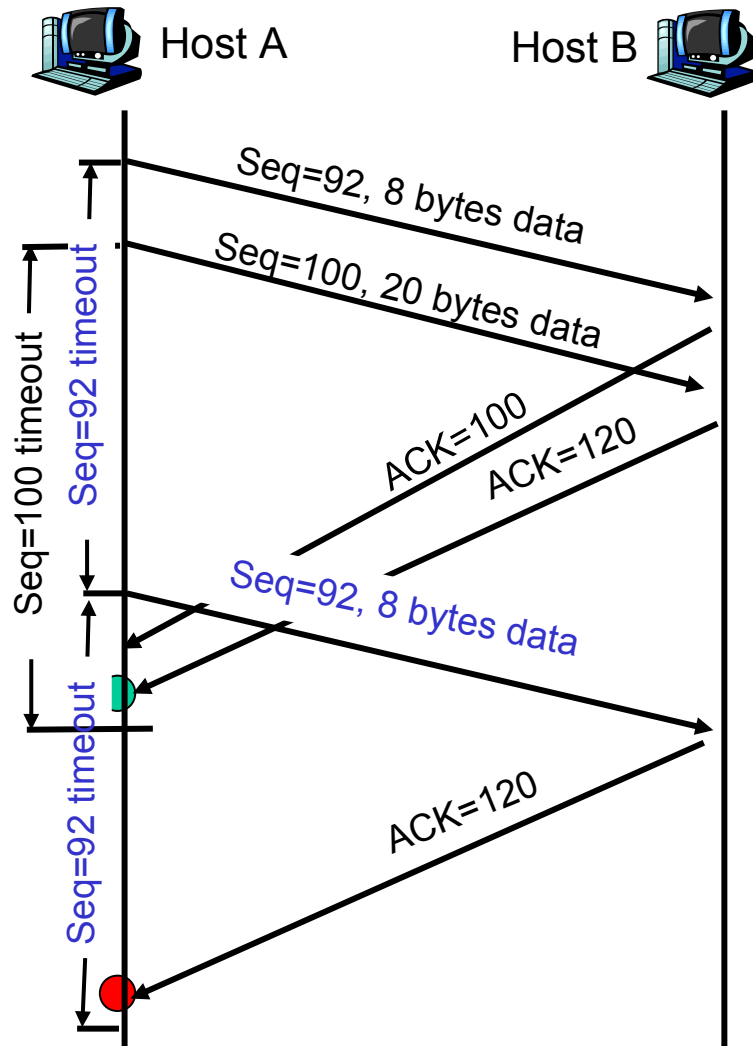 Host A
Host B
Seq=92, 8 bytes data
Seq=100, 20 bytes data
Seq=92 timeout
Seq=100 timeout
ACK=100
ACK=120
Seq=92, 8 bytes data
Seq=92 timeout
ACK=120